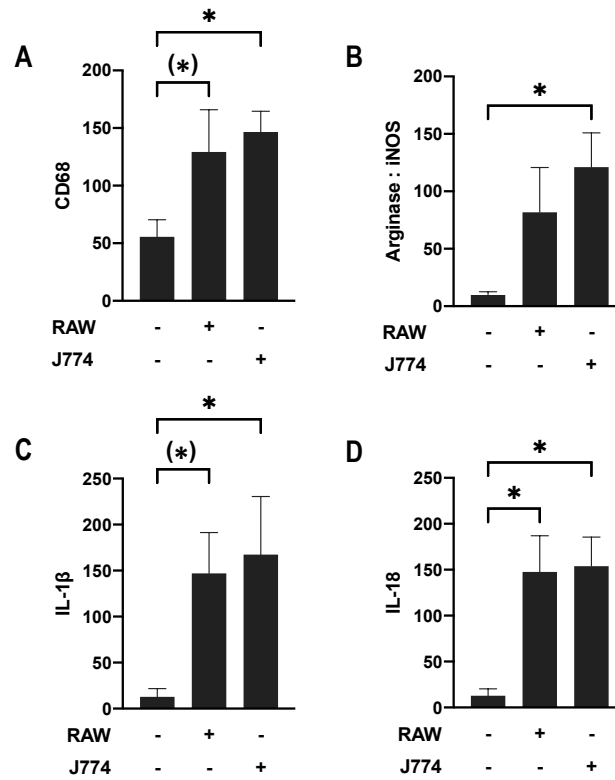 A
*
(*)
200
150
100
50
0
CD68
RAW - + -
J774 - - +
B
*
200
150
100
50
0
Arginase : iNOS
RAW - + -
J774 - - +
C
*
(*)
250
200
150
100
50
0
IL-1β
RAW - + -
J774 - - +
D
*
*
250
200
150
100
50
0
IL-18
RAW - + -
J774 - - +